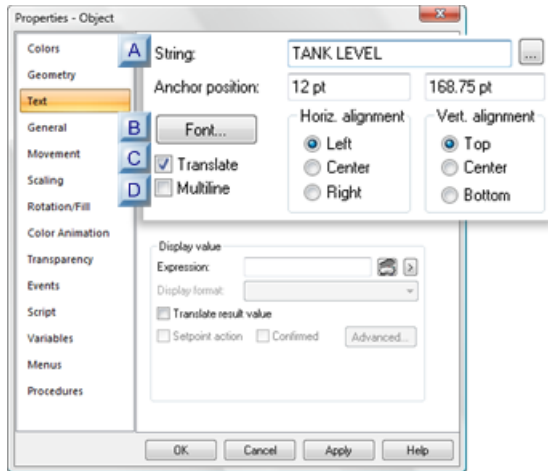 Properties - Object
Colors
Geometry
Text
General
Movement
Scaling
Rotation/Fill
Color Animation
Transparency
Events
Script
Variables
Menus
Procedures
A String: TANK LEVEL ...
Anchor position: 12 pt 168.75 pt
B Font...
C Translate
D Multiline
Horiz. alignment
Left
Center
Right
Vert. alignment
Top
Center
Bottom
Display value
Expression: >
Display format:
Translate result value
Setpoint action Confirmed Advanced...
OK Cancel Apply Help